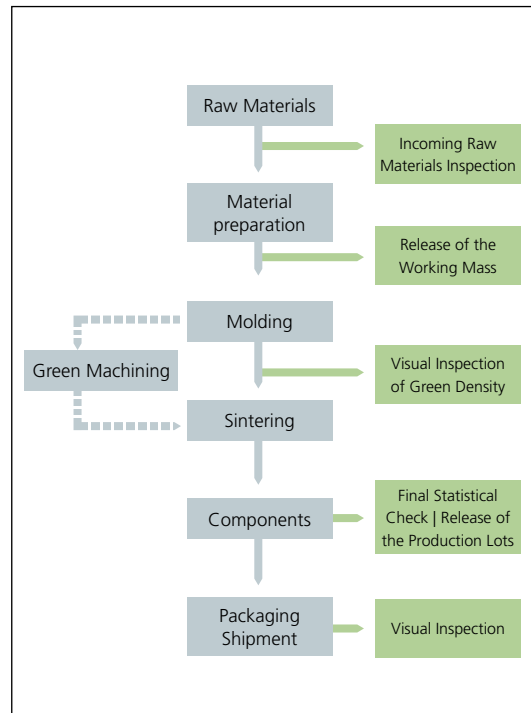 Raw Materials
Incoming Raw
Materials Inspection
Material
preparation
Release of the
Working Mass
Molding
Green Machining
Visual Inspection
of Green Density
Sintering
Components
Final Statistical
Check | Release of
the Production Lots
Packaging
Shipment
Visual Inspection